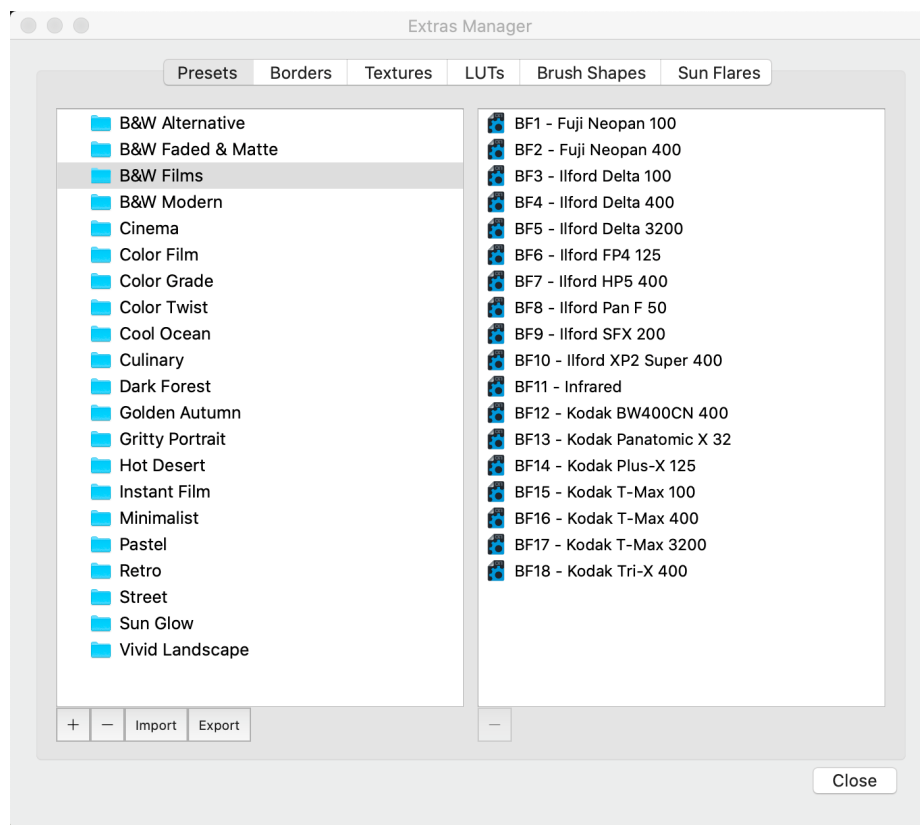 Extras Manager
Presets Borders Textures LUTs Brush Shapes Sun Flares
B&W Alternative
B&W Faded & Matte
B&W Films
B&W Modern
Cinema
Color Film
Color Grade
Color Twist
Cool Ocean
Culinary
Dark Forest
Golden Autumn
Gritty Portrait
Hot Desert
Instant Film
Minimalist
Pastel
Retro
Street
Sun Glow
Vivid Landscape
BF1 - Fuji Neopan 100
BF2 - Fuji Neopan 400
BF3 - Ilford Delta 100
BF4 - Ilford Delta 400
BF5 - Ilford Delta 3200
BF6 - Ilford FP4 125
BF7 - Ilford HP5 400
BF8 - Ilford Pan F 50
BF9 - Ilford SFX 200
BF10 - Ilford XP2 Super 400
BF11 - Infrared
BF12 - Kodak BW400CN 400
BF13 - Kodak Panatomic X 32
BF14 - Kodak Plus-X 125
BF15 - Kodak T-Max 100
BF16 - Kodak T-Max 400
BF17 - Kodak T-Max 3200
BF18 - Kodak Tri-X 400
+ − Import Export
−
Close